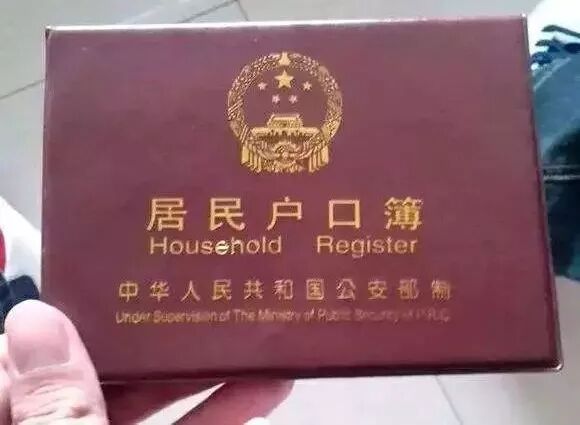 居民户口簿
Household Register
中华人民共和国公安部制
Under Supervision of The Ministry of Public Security of P.R.C